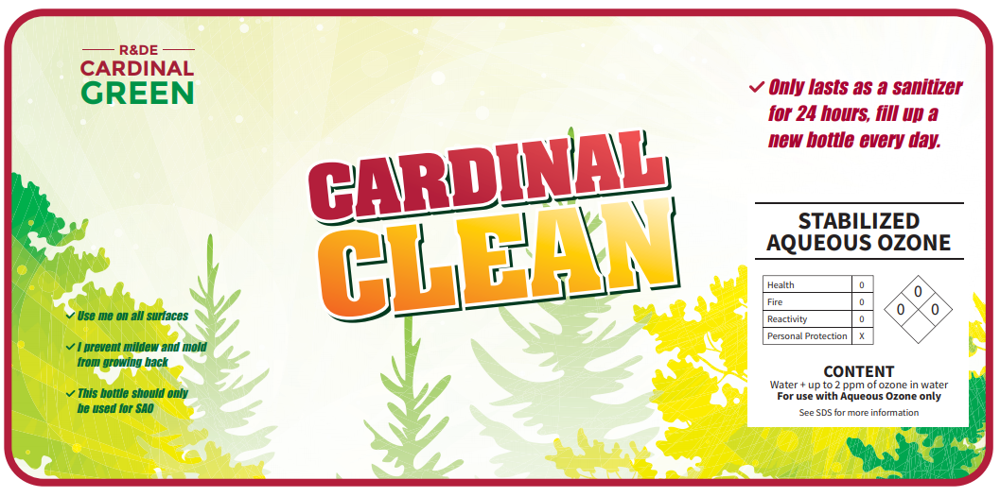 R&DE
CARDINAL
GREEN
Only lasts as a sanitizer
for 24 hours, fill up a
new bottle every day.
CARDINAL
CLEAN
Use me on all surfaces
I prevent mildew and mold
from growing back
This bottle should only
be used for SAO
STABILIZED
AQUEOUS OZONE
Health 0
Fire 0
Reactivity 0
Personal Protection X
0
0 0
CONTENT
Water + up to 2 ppm of ozone in water
For use with Aqueous Ozone only
See SDS for more information